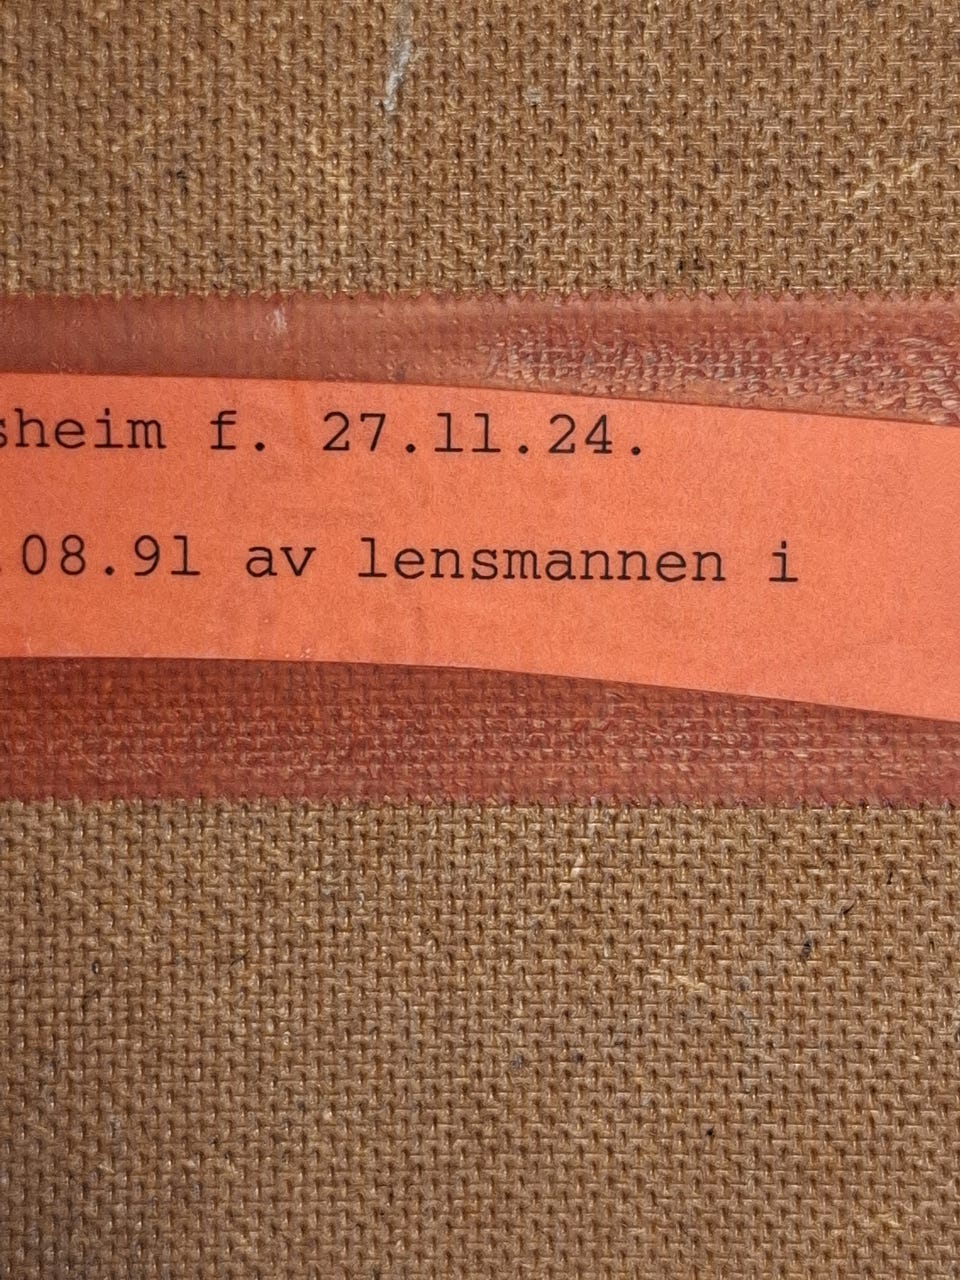 sheim f. 27.11.24.
.08.91 av lensmannen i